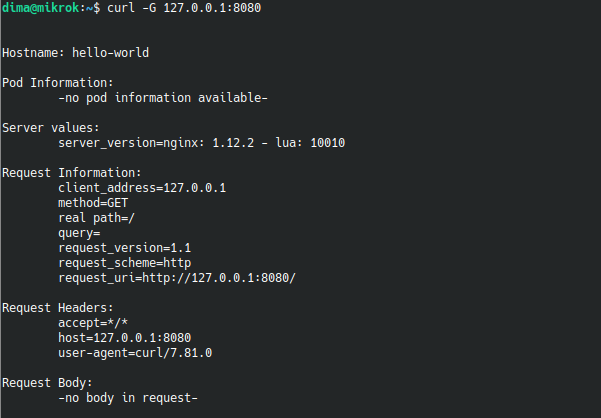 dima@mikrok:~$ curl -G 127.0.0.1:8080
Hostname: hello-world
Pod Information:
-no pod information available-
Server values:
server_version=nginx: 1.12.2 - lua: 10010
Request Information:
client_address=127.0.0.1
method=GET
real path=/
query=
request_version=1.1
request_scheme=http
request_uri=http://127.0.0.1:8080/
Request Headers:
accept=*/*
host=127.0.0.1:8080
user-agent=curl/7.81.0
Request Body:
-no body in request-